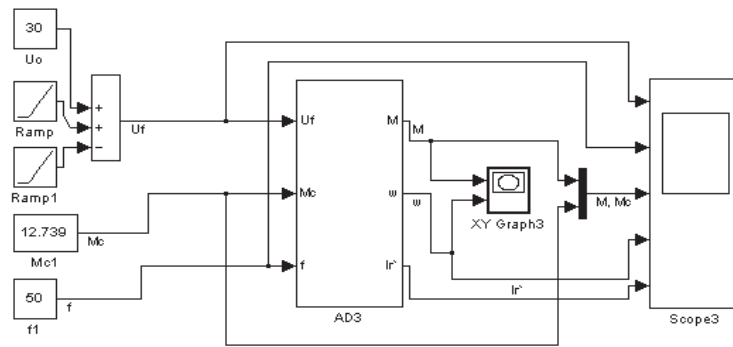 30
Uo
Ramp
Ramp1
+
+
−
Uf
12.739
Mc1
Mc
50
f1
f
Uf
Mc
f
M
w
Ir`
AD3
M
w
Ir`
XY Graph3
M, Mc
Scope3